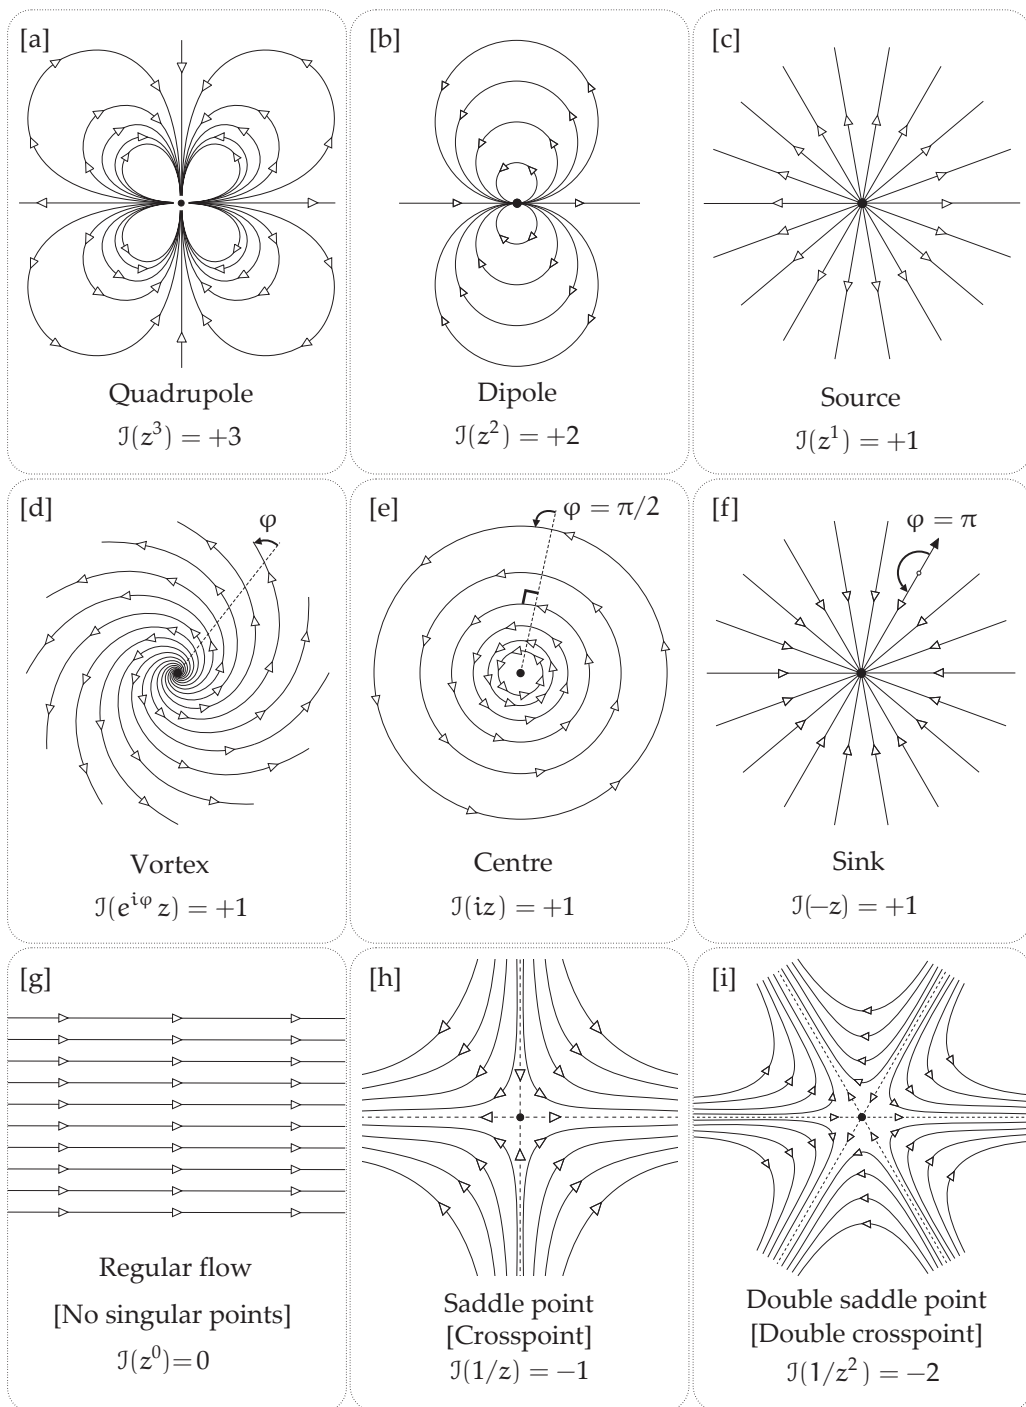 [a]
Quadrupole
ℐ(z³) = +3
[b]
Dipole
ℐ(z²) = +2
[c]
Source
ℐ(z¹) = +1
[d]
φ
Vortex
ℐ(e^{iφ} z) = +1
[e]
φ = π/2
Centre
ℐ(iz) = +1
[f]
φ = π
Sink
ℐ(−z) = +1
[g]
Regular flow
[No singular points]
ℐ(z⁰) = 0
[h]
Saddle point
[Crosspoint]
ℐ(1/z) = −1
[i]
Double saddle point
[Double crosspoint]
ℐ(1/z²) = −2